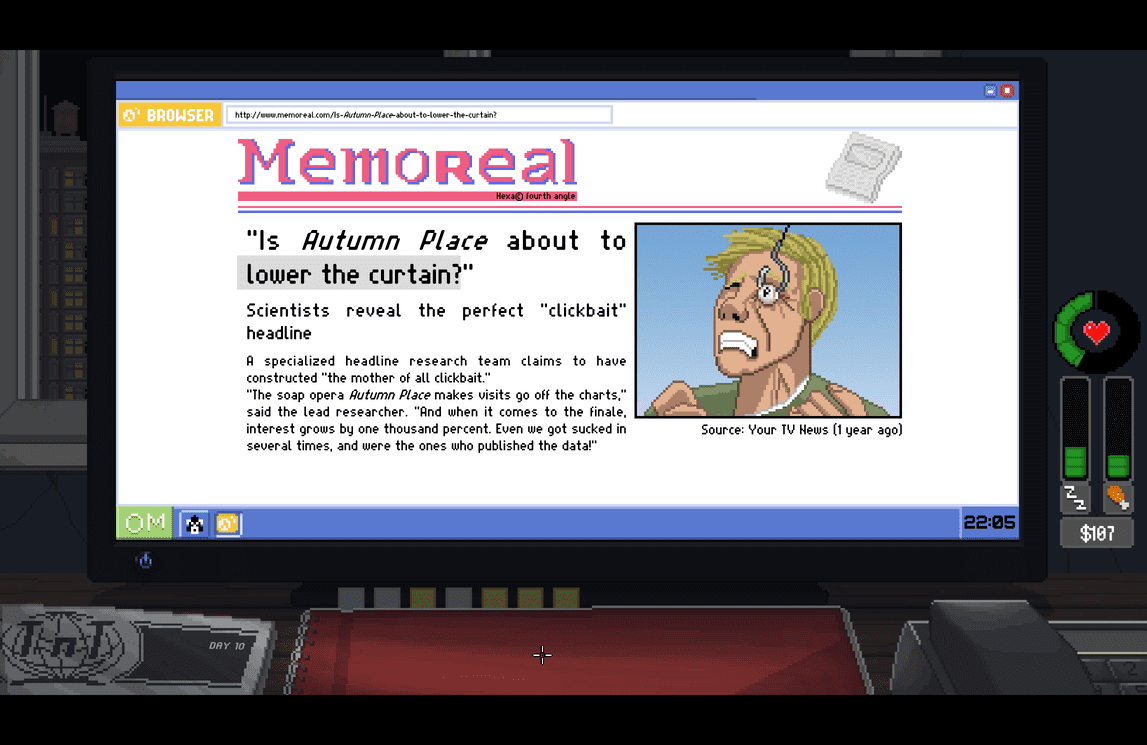 BROWSER
http://www.memoreal.com/Is-Autumn-Place-about-to-lower-the-curtain?
Memoreal
Hexa© fourth angle
"Is Autumn Place about to
lower the curtain?"
Scientists reveal the perfect "clickbait"
headline
A specialized headline research team claims to have
constructed "the mother of all clickbait."
"The soap opera Autumn Place makes visits go off the charts,"
said the lead researcher. "And when it comes to the finale,
interest grows by one thousand percent. Even we got sucked in
several times, and were the ones who published the data!"
Source: Your TV News (1 year ago)
OM
22:05
ZZZ
$107
TnT
DAY 10